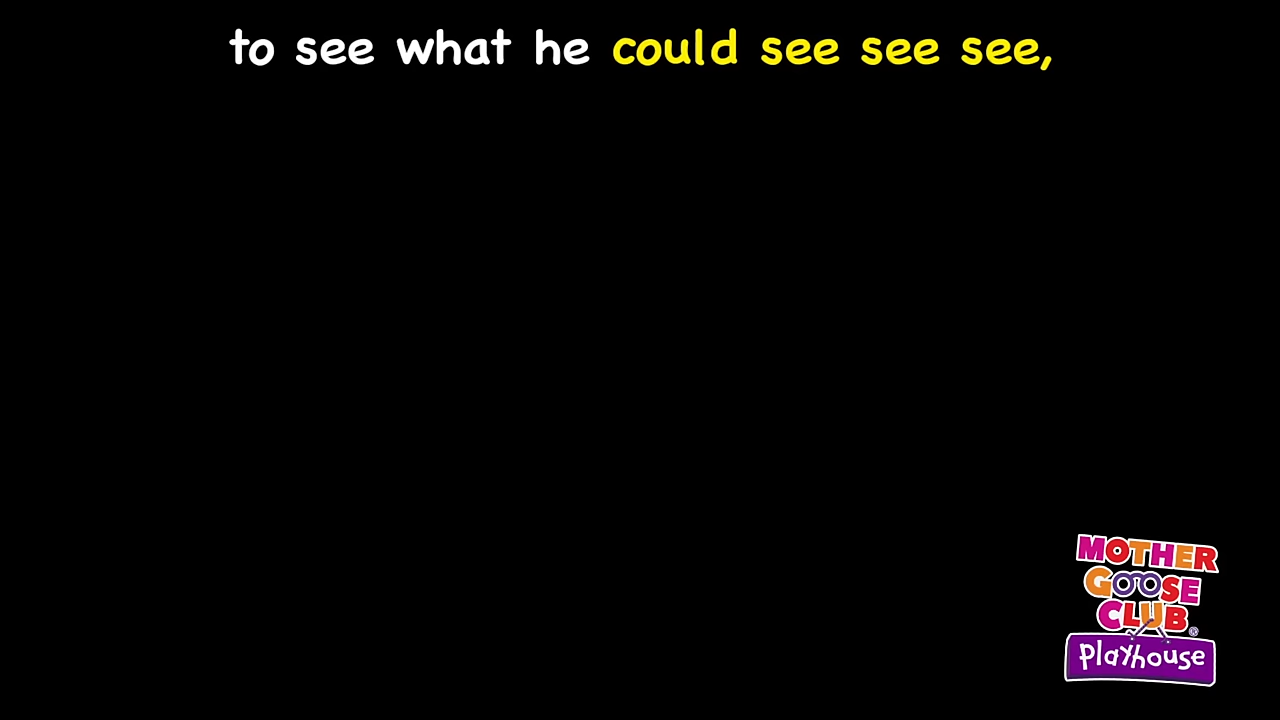 to see what he could see see see,
MOTHER
GOOSE
CLUB®
Playhouse